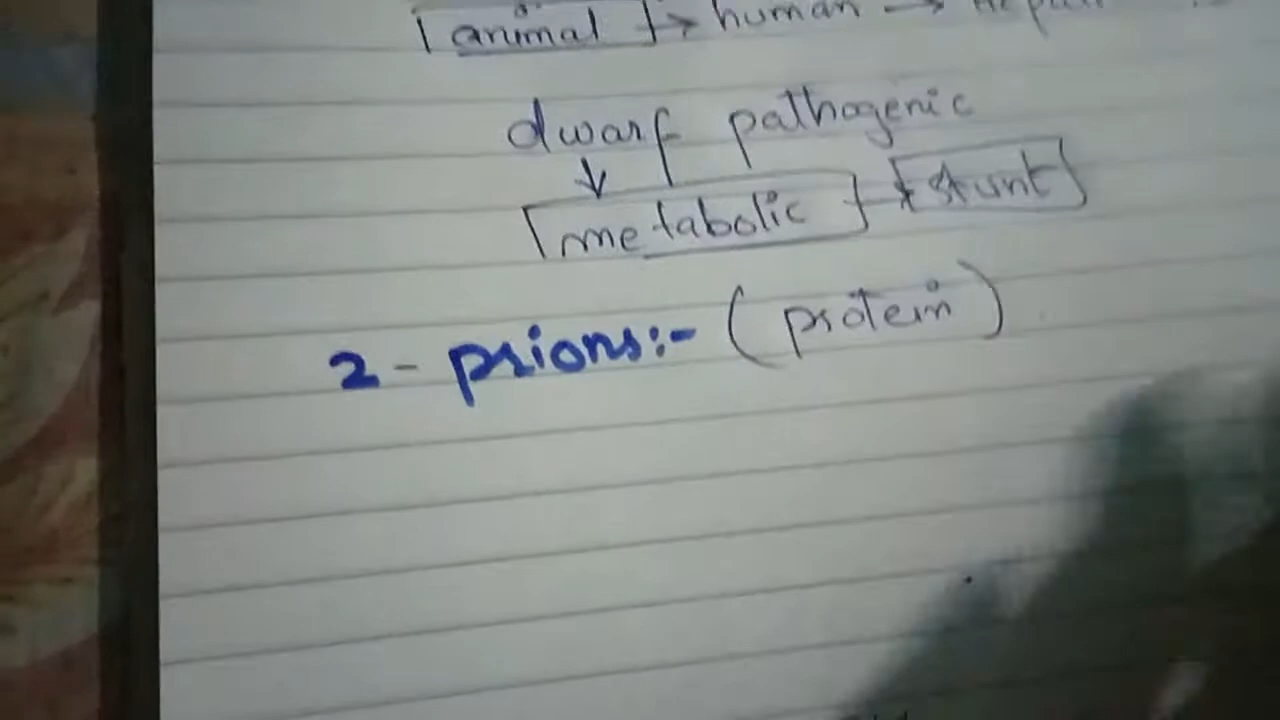 [animal] → human →
dwarf pathogenic
↓
[metabolic] → [stunt]
2 - prions:- (protein)